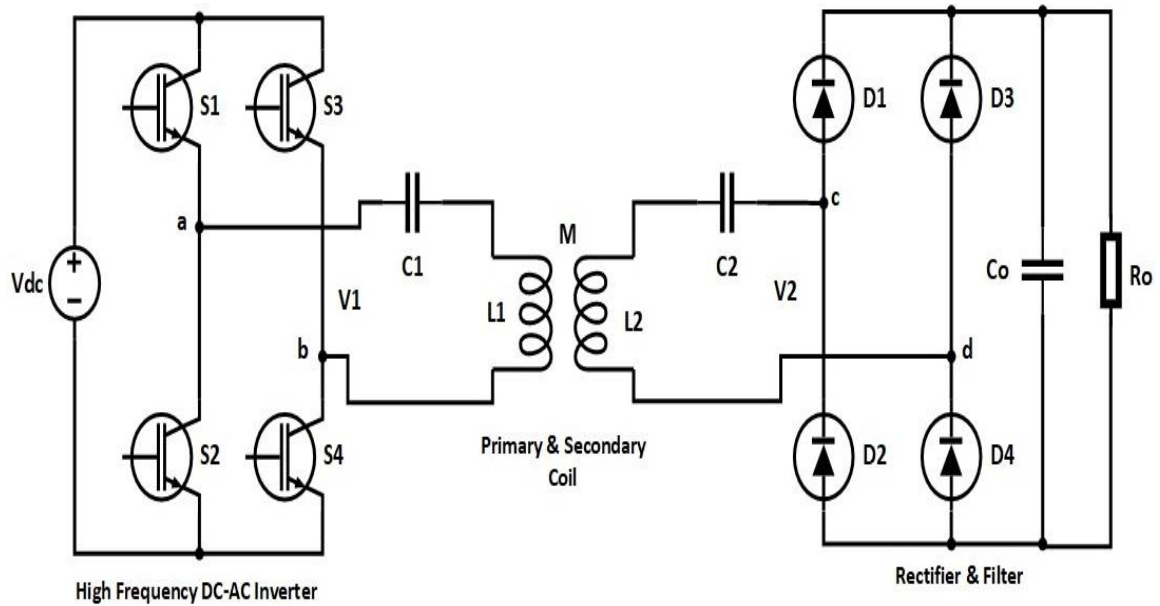 S1
S3
D1
D3
a
c
M
C1
C2
Vdc
+
−
V1
L1
L2
V2
Co
Ro
b
d
S2
S4
Primary & Secondary
Coil
D2
D4
High Frequency DC-AC Inverter
Rectifier & Filter